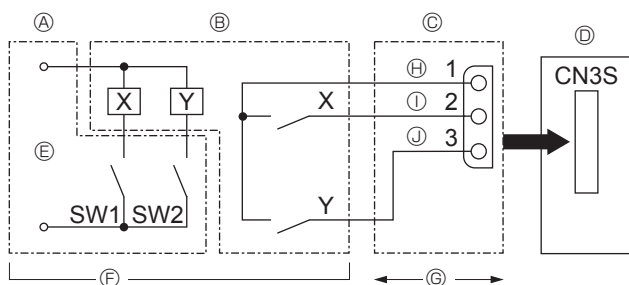 Ⓐ Ⓑ Ⓒ Ⓓ
CN3S
Ⓗ 1
X Y X Ⓘ 2
Ⓙ 3
Ⓔ
Y
SW1 SW2
Ⓕ Ⓖ